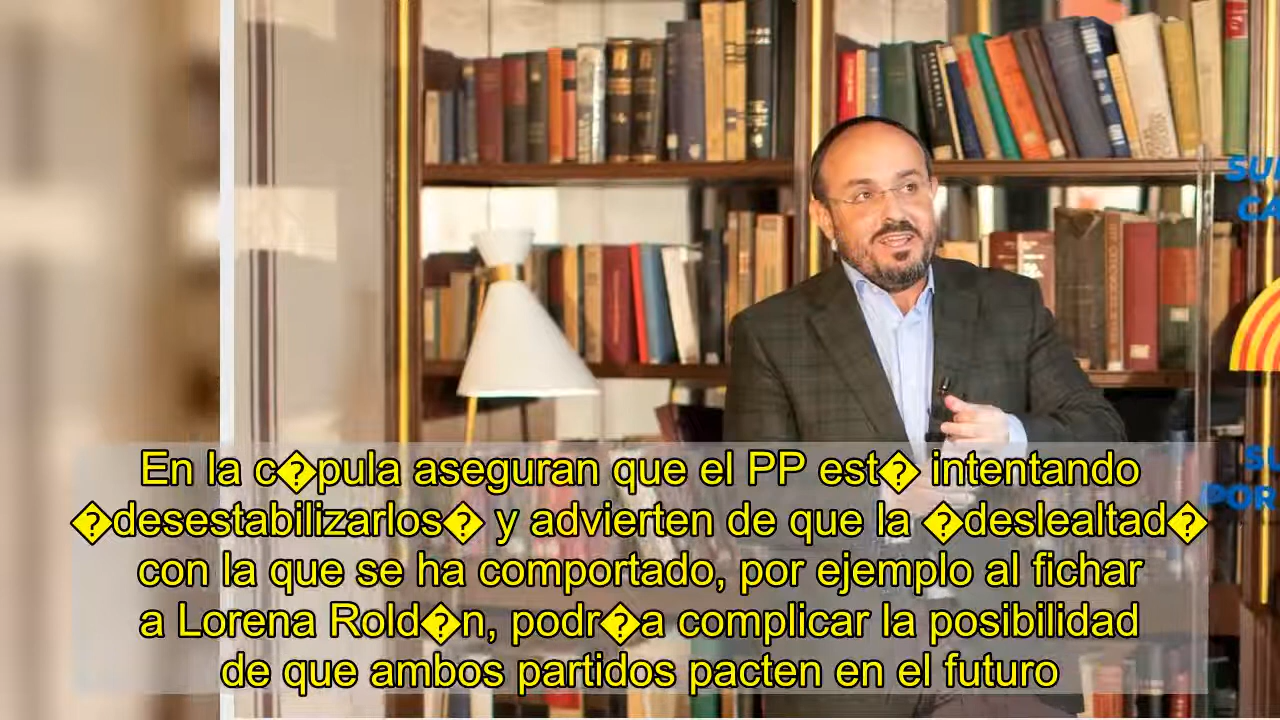 En la c�pula aseguran que el PP est� intentando
�desestabilizarlos� y advierten de que la �deslealtad�
con la que se ha comportado, por ejemplo al fichar
a Lorena Rold�n, podr�a complicar la posibilidad
de que ambos partidos pacten en el futuro